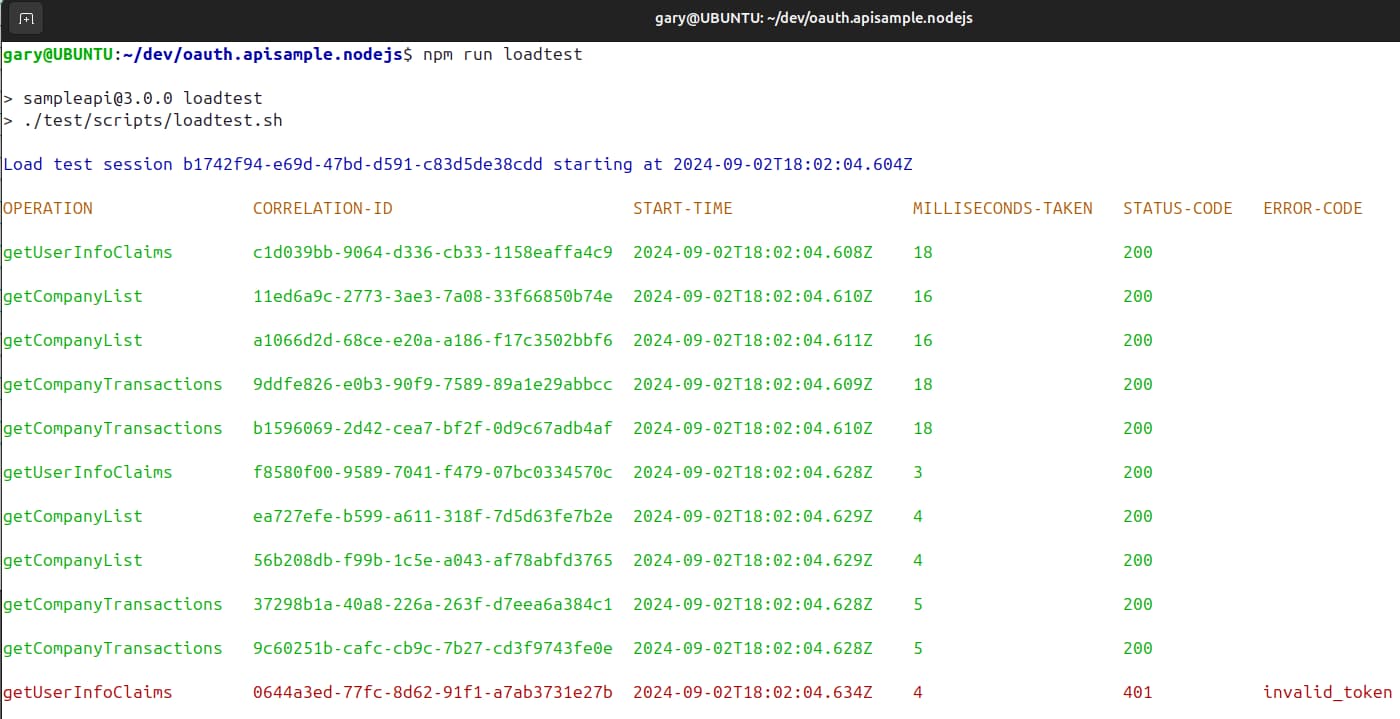 gary@UBUNTU: ~/dev/oauth.apisample.nodejs
gary@UBUNTU:~/dev/oauth.apisample.nodejs$ npm run loadtest
> sampleapi@3.0.0 loadtest
> ./test/scripts/loadtest.sh
Load test session b1742f94-e69d-47bd-d591-c83d5de38cdd starting at 2024-09-02T18:02:04.604Z
OPERATION CORRELATION-ID START-TIME MILLISECONDS-TAKEN STATUS-CODE ERROR-CODE
getUserInfoClaims c1d039bb-9064-d336-cb33-1158eaffa4c9 2024-09-02T18:02:04.608Z 18 200
getCompanyList 11ed6a9c-2773-3ae3-7a08-33f66850b74e 2024-09-02T18:02:04.610Z 16 200
getCompanyList a1066d2d-68ce-e20a-a186-f17c3502bbf6 2024-09-02T18:02:04.611Z 16 200
getCompanyTransactions 9ddfe826-e0b3-90f9-7589-89a1e29abbcc 2024-09-02T18:02:04.609Z 18 200
getCompanyTransactions b1596069-2d42-cea7-bf2f-0d9c67adb4af 2024-09-02T18:02:04.610Z 18 200
getUserInfoClaims f8580f00-9589-7041-f479-07bc0334570c 2024-09-02T18:02:04.628Z 3 200
getCompanyList ea727efe-b599-a611-318f-7d5d63fe7b2e 2024-09-02T18:02:04.629Z 4 200
getCompanyList 56b208db-f99b-1c5e-a043-af78abfd3765 2024-09-02T18:02:04.629Z 4 200
getCompanyTransactions 37298b1a-40a8-226a-263f-d7eea6a384c1 2024-09-02T18:02:04.628Z 5 200
getCompanyTransactions 9c60251b-cafc-cb9c-7b27-cd3f9743fe0e 2024-09-02T18:02:04.628Z 5 200
getUserInfoClaims 0644a3ed-77fc-8d62-91f1-a7ab3731e27b 2024-09-02T18:02:04.634Z 4 401 invalid_token